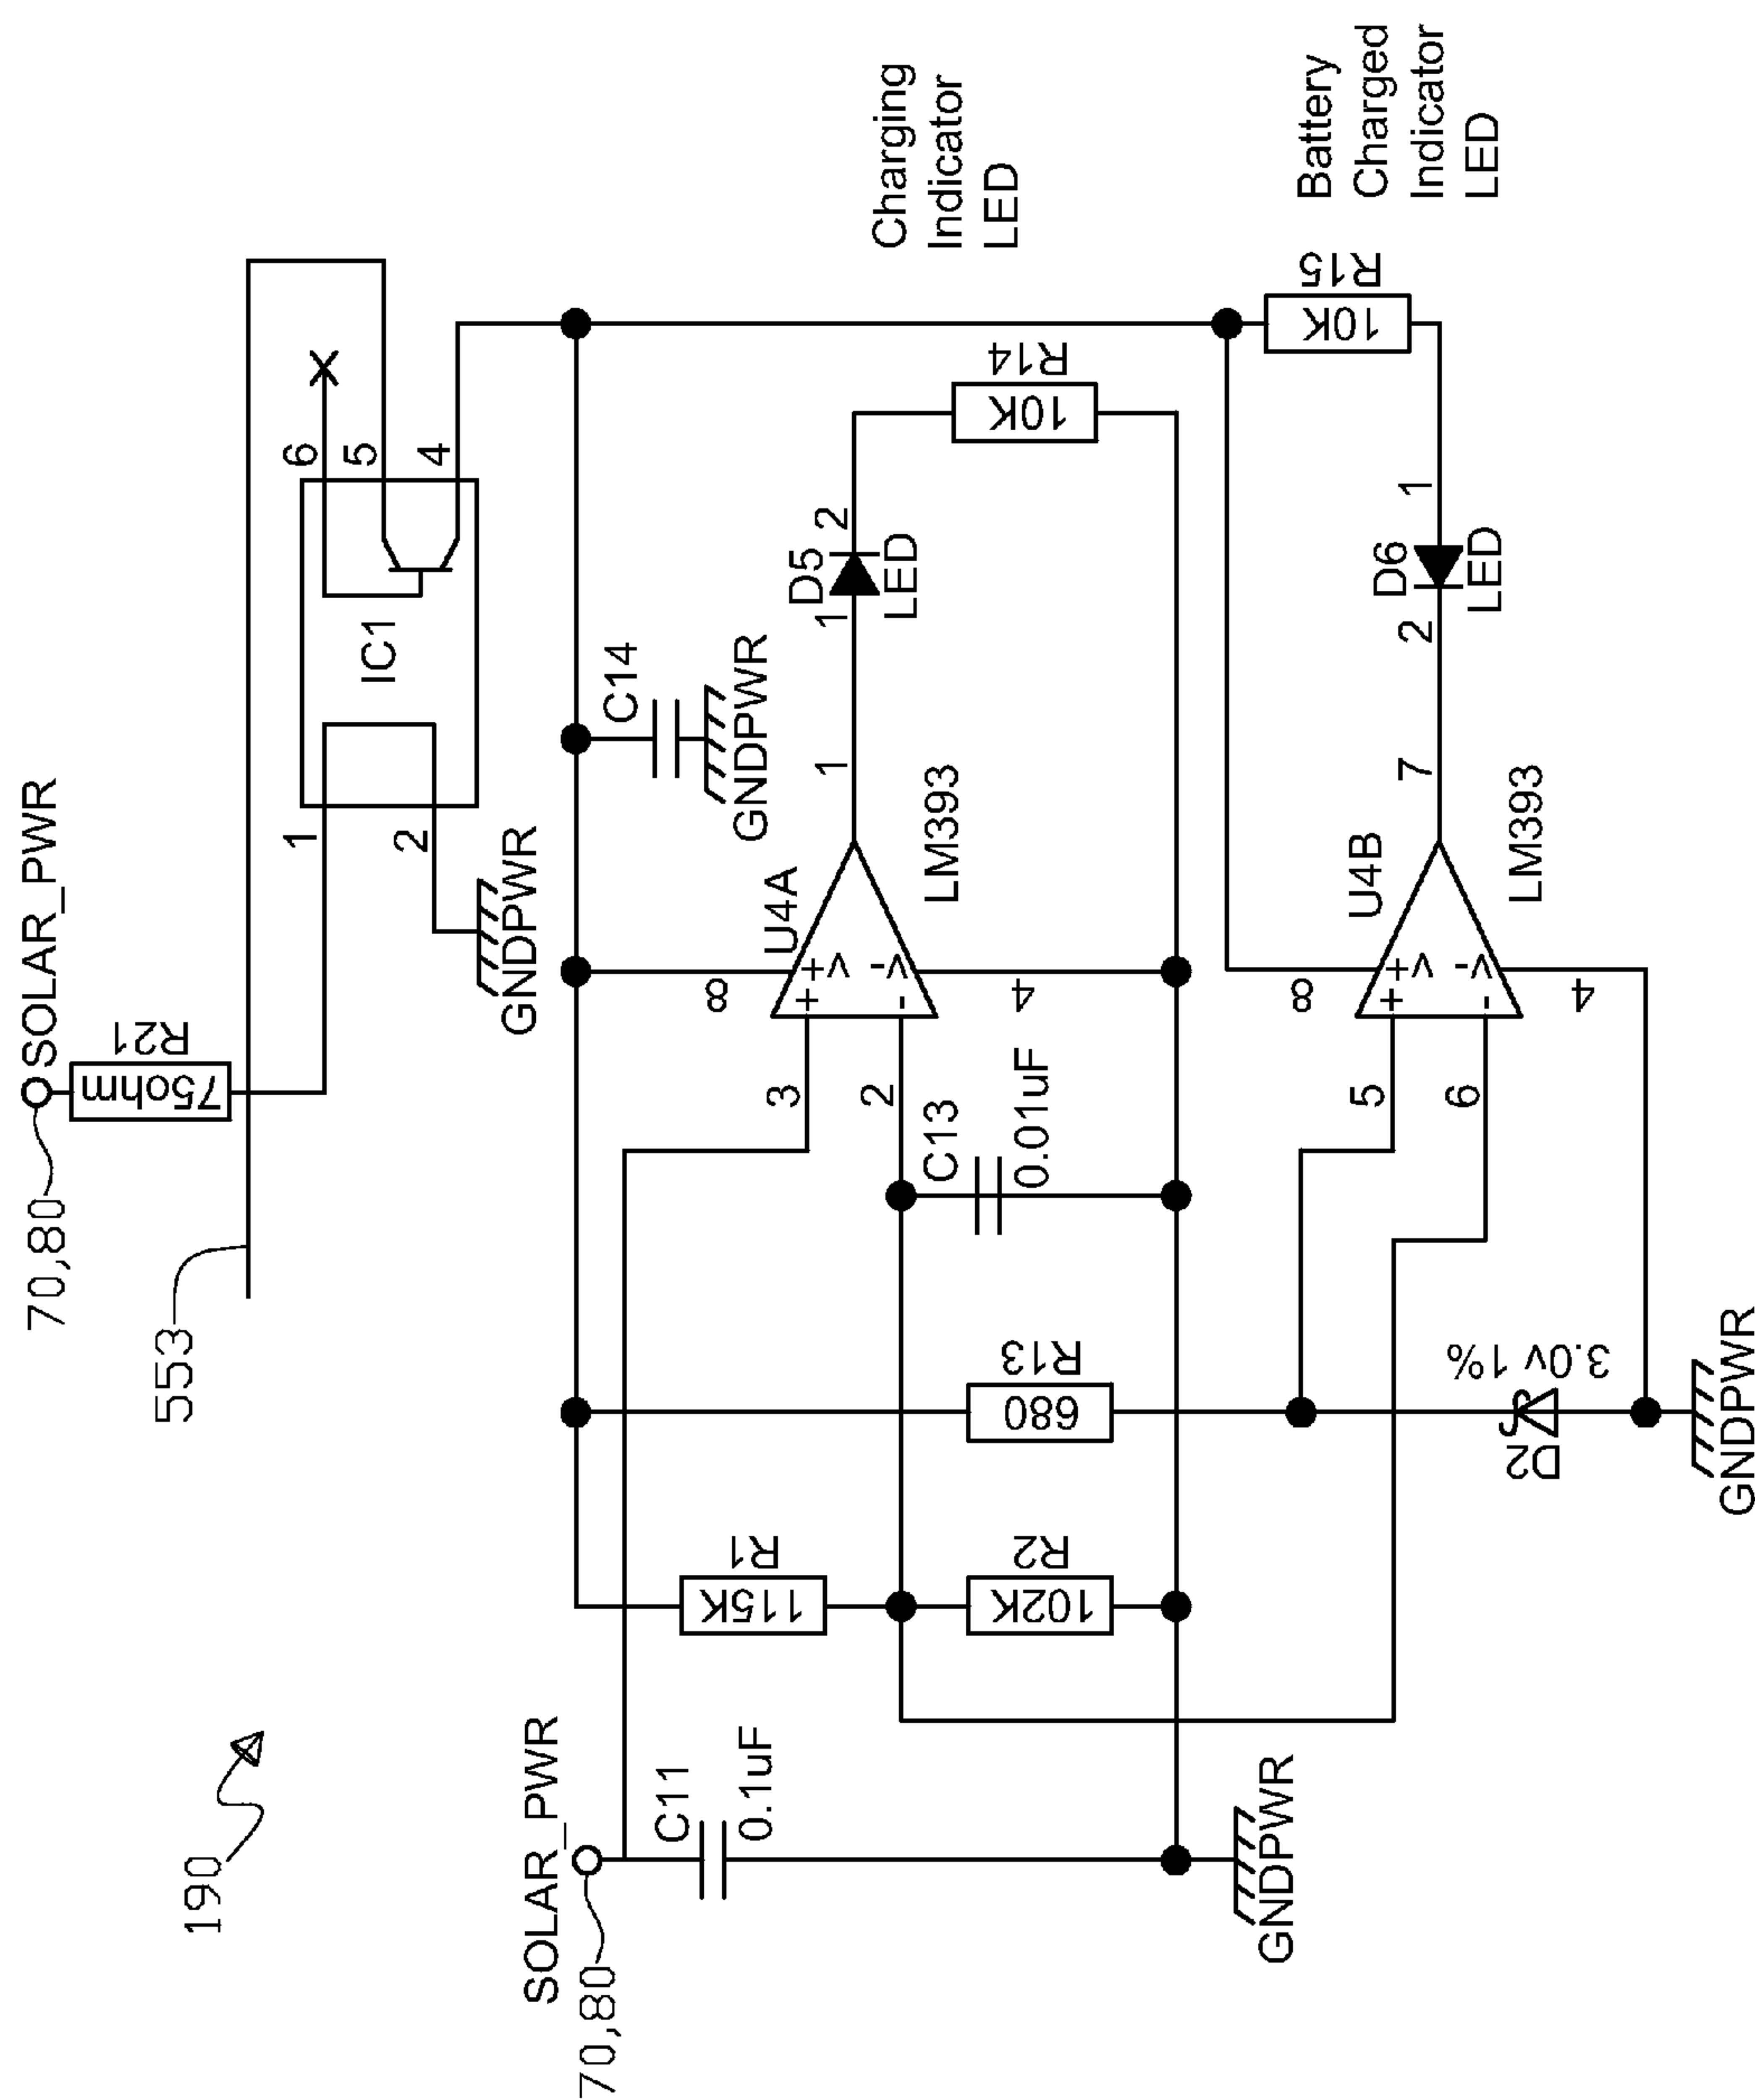 190
70,80
SOLAR_PWR
R21
75ohm
553
1
2
IC1
6
5
4
X
GNDPWR
SOLAR_PWR
70,80
C11
0.1uF
GNDPWR
R1
115K
R2
102K
R13
680
C13
0.01uF
3
2
8
4
+
-
V+
V-
U4A
LM393
1
C14
GNDPWR
1
D5
2
LED
R14
10K
Charging
Indicator
LED
D2
3.0v 1%
GNDPWR
5
6
8
4
+
-
V+
V-
U4B
LM393
7
2
D6
1
LED
R15
10K
Battery
Charged
Indicator
LED